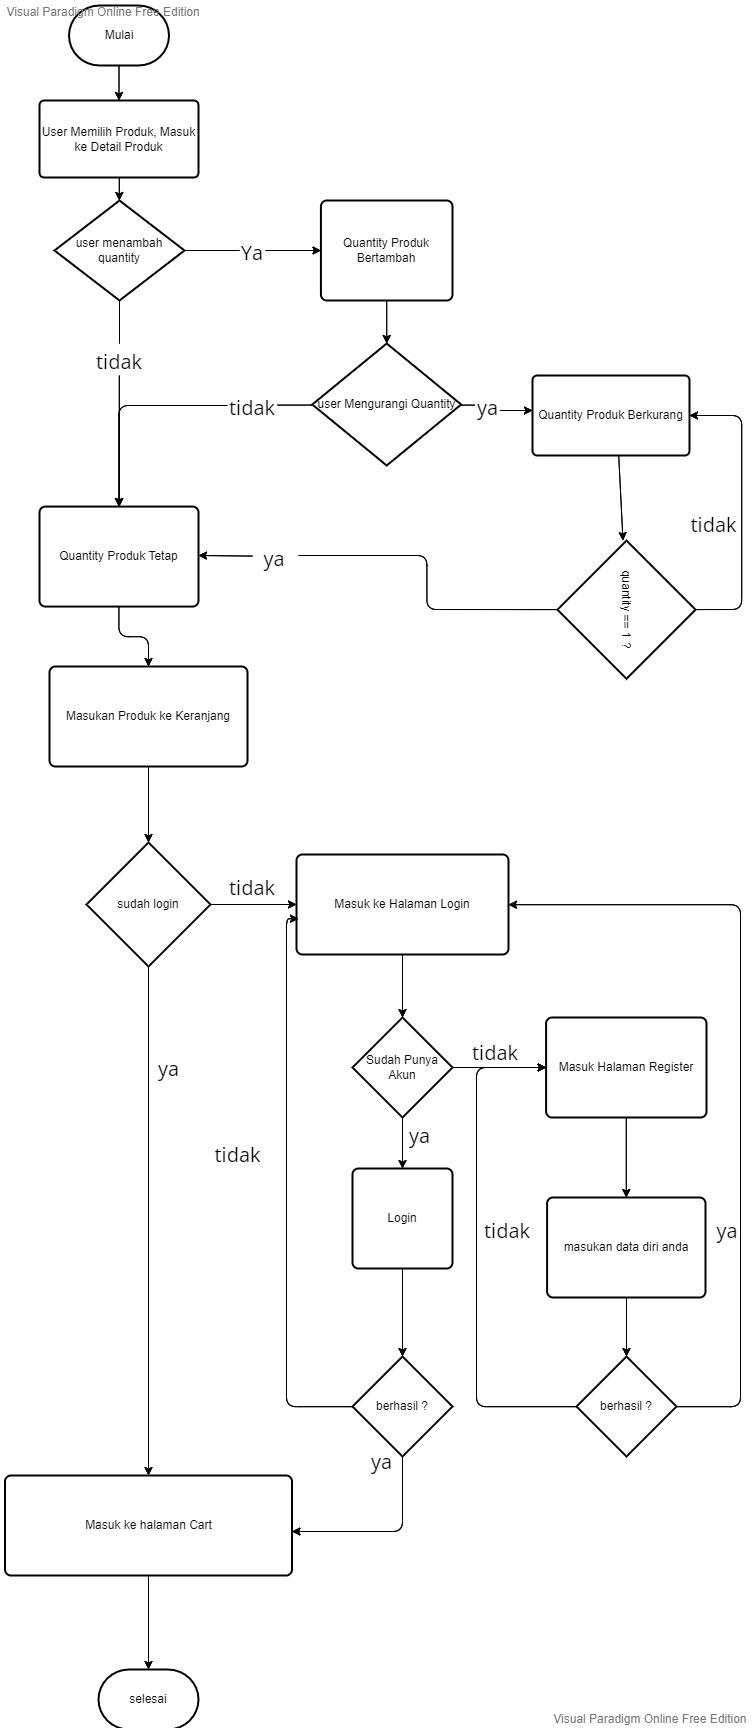 Visual Paradigm Online Free Edition
Mulai
User Memilih Produk, Masuk
ke Detail Produk
user menambah
quantity
Ya
Quantity Produk
Bertambah
tidak
user Mengurangi Quantity
tidak
ya
Quantity Produk Berkurang
tidak
Quantity Produk Tetap
ya
quantity == 1 ?
Masukan Produk ke Keranjang
sudah login
tidak
Masuk ke Halaman Login
ya
Sudah Punya
Akun
tidak
Masuk Halaman Register
ya
tidak
Login
tidak
masukan data diri anda
ya
berhasil ?
berhasil ?
ya
Masuk ke halaman Cart
selesai
Visual Paradigm Online Free Edition